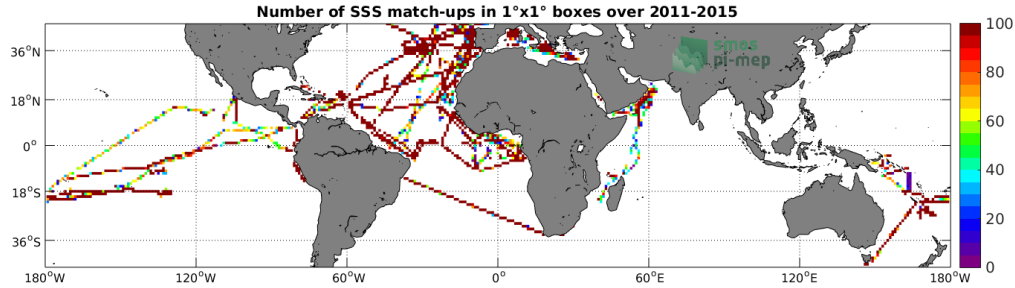 Number of SSS match-ups in 1°x1° boxes over 2011-2015
36°N
18°N
0°
18°S
36°S
180°W
120°W
60°W
0°
60°E
120°E
180°W
smos
pi-mep
100
80
60
40
20
0